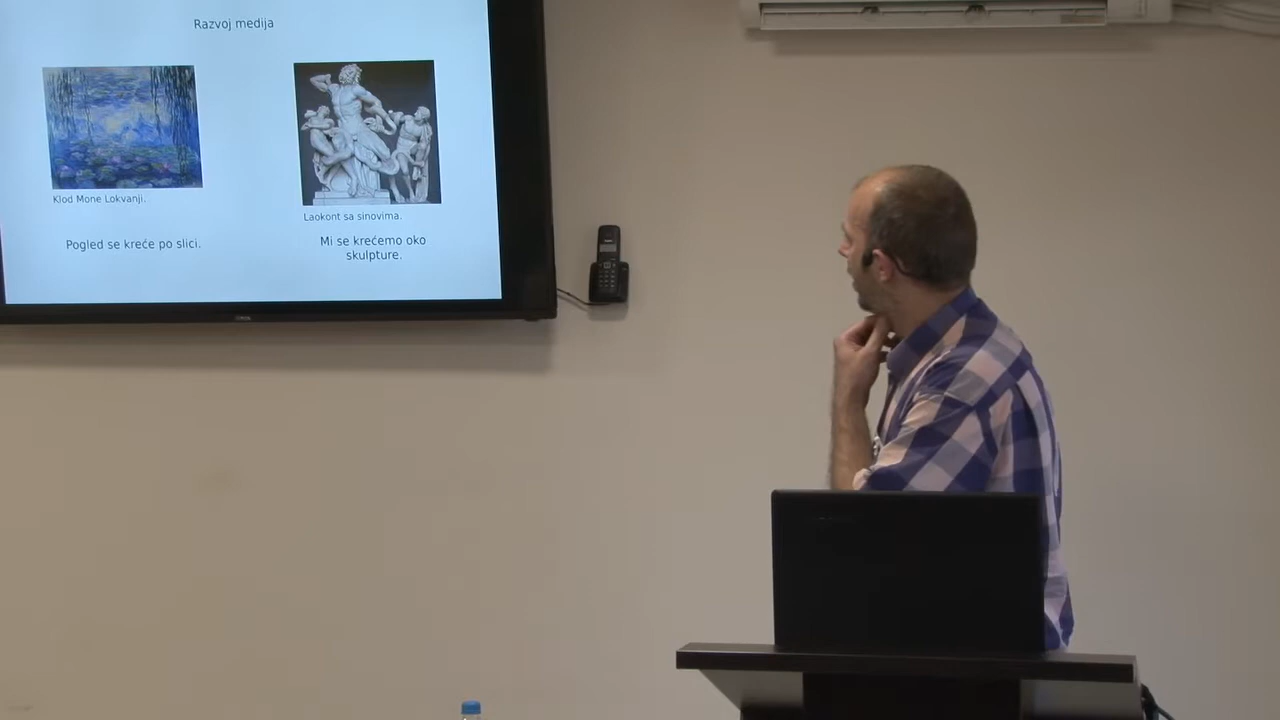 Razvoj medija
Klod Mone Lokvanji.
Pogled se kreće po slici.
Laokont sa sinovima.
Mi se krećemo oko
skulpture.